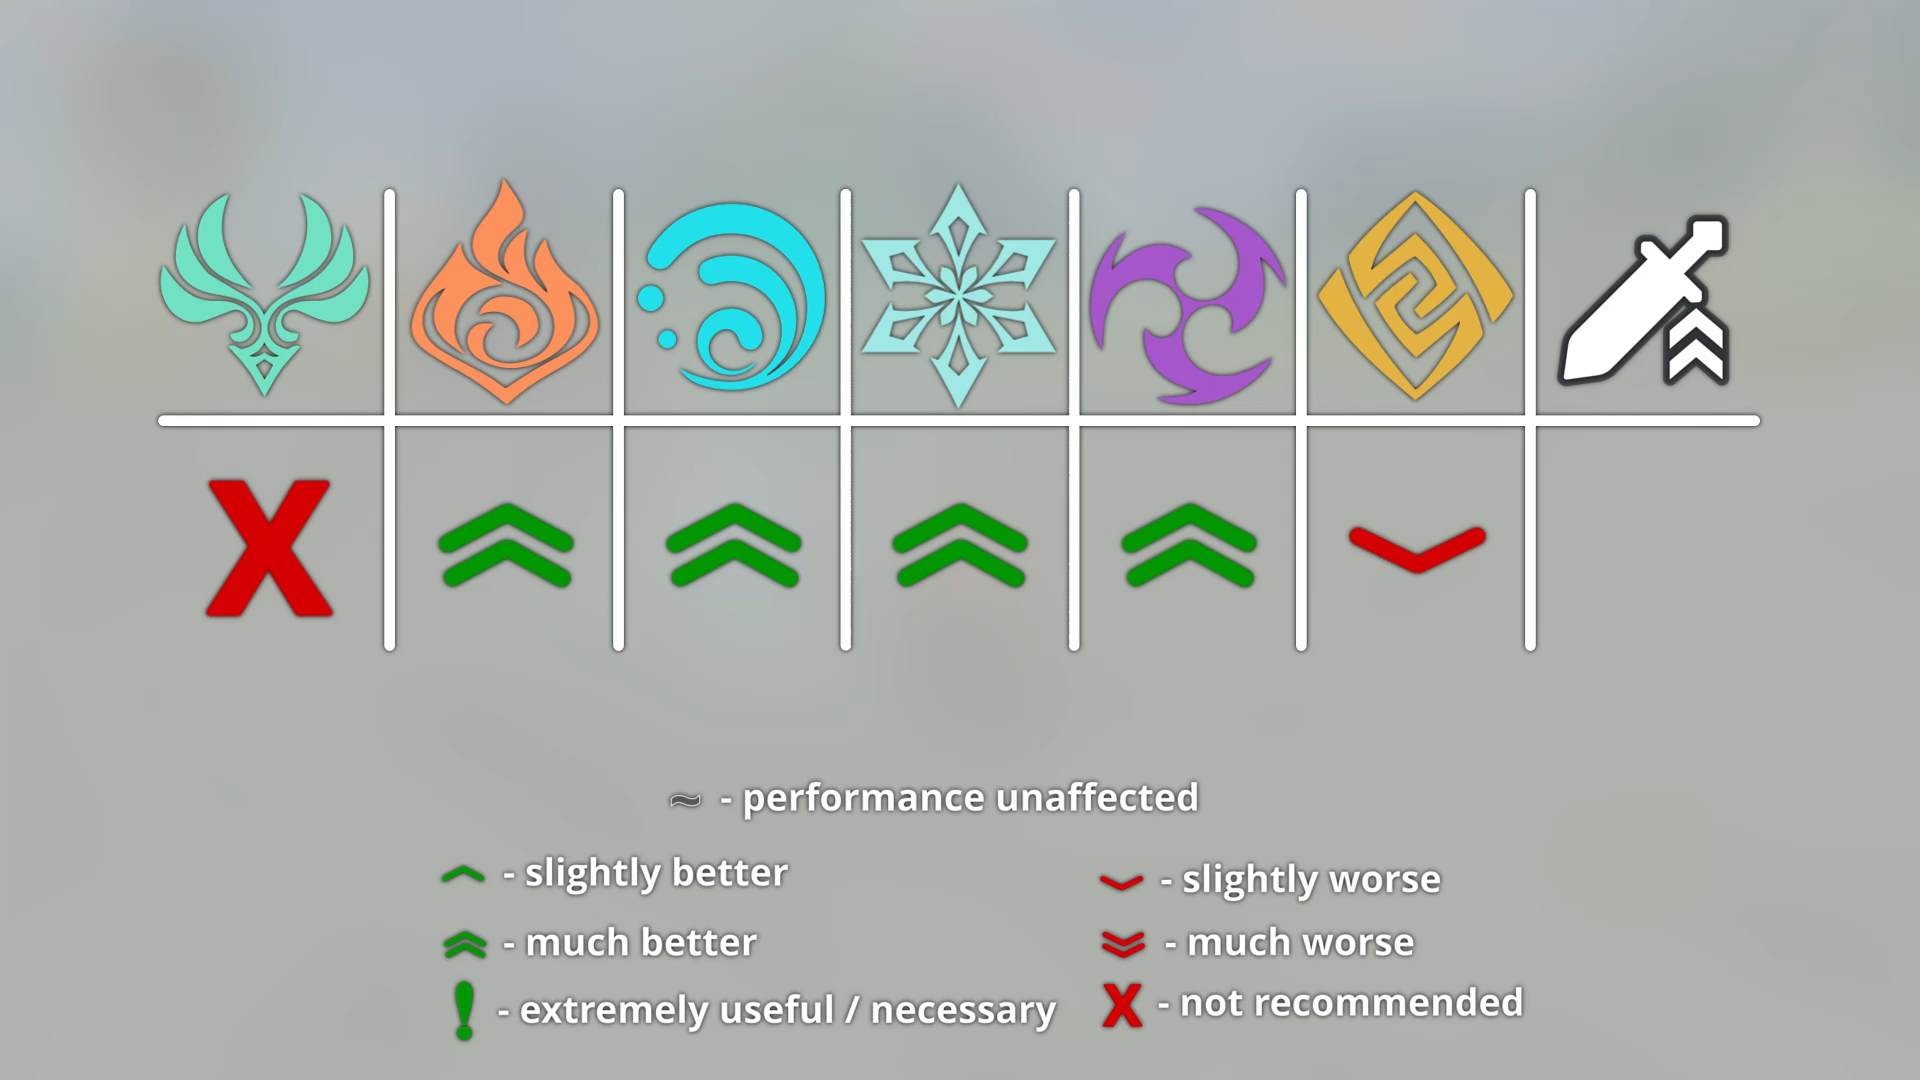 ≈ - performance unaffected
- slightly better
- slightly worse
- much better
- much worse
! - extremely useful / necessary
X - not recommended